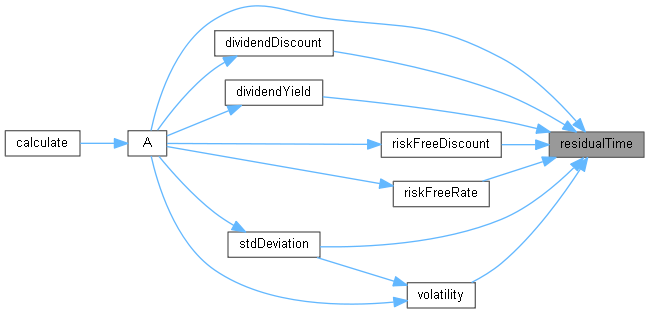 dividendDiscount
dividendYield
calculate
A
riskFreeDiscount
residualTime
riskFreeRate
stdDeviation
volatility